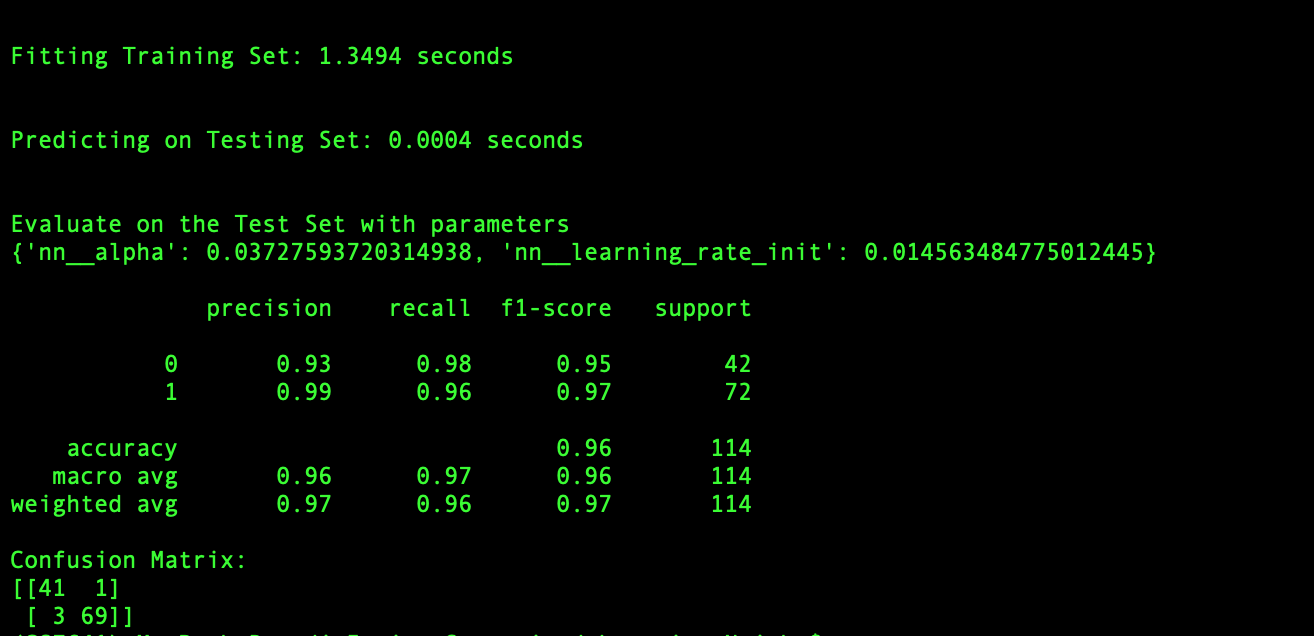 Fitting Training Set: 1.3494 seconds
Predicting on Testing Set: 0.0004 seconds
Evaluate on the Test Set with parameters
{'nn__alpha': 0.03727593720314938, 'nn__learning_rate_init': 0.014563484775012445}
precision recall f1-score support
0 0.93 0.98 0.95 42
1 0.99 0.96 0.97 72
accuracy 0.96 114
macro avg 0.96 0.97 0.96 114
weighted avg 0.97 0.96 0.97 114
Confusion Matrix:
[[41 1]
[ 3 69]]